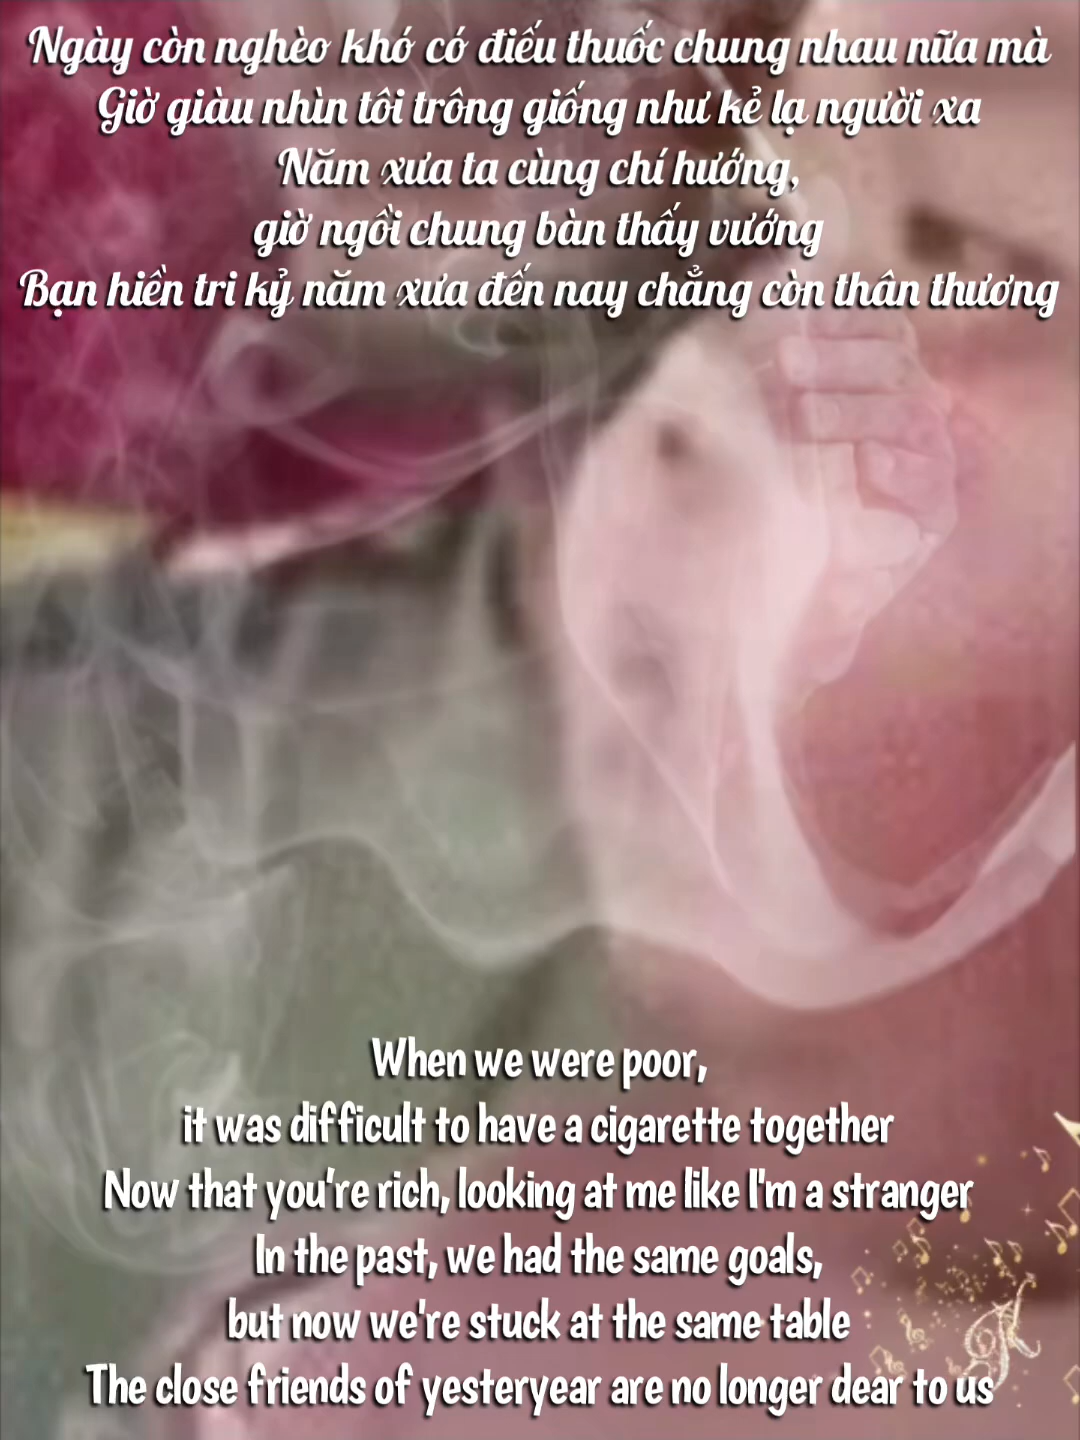 Ngày còn nghèo khó có điếu thuốc chung nhau nữa mà
Giờ giàu nhìn tôi trông giống như kẻ lạ người xa
Năm xưa ta cùng chí hướng,
giờ ngồi chung bàn thấy vướng
Bạn hiền tri kỷ năm xưa đến nay chẳng còn thân thương
When we were poor,
it was difficult to have a cigarette together
Now that you're rich, looking at me like I'm a stranger
In the past, we had the same goals,
but now we're stuck at the same table
The close friends of yesteryear are no longer dear to us